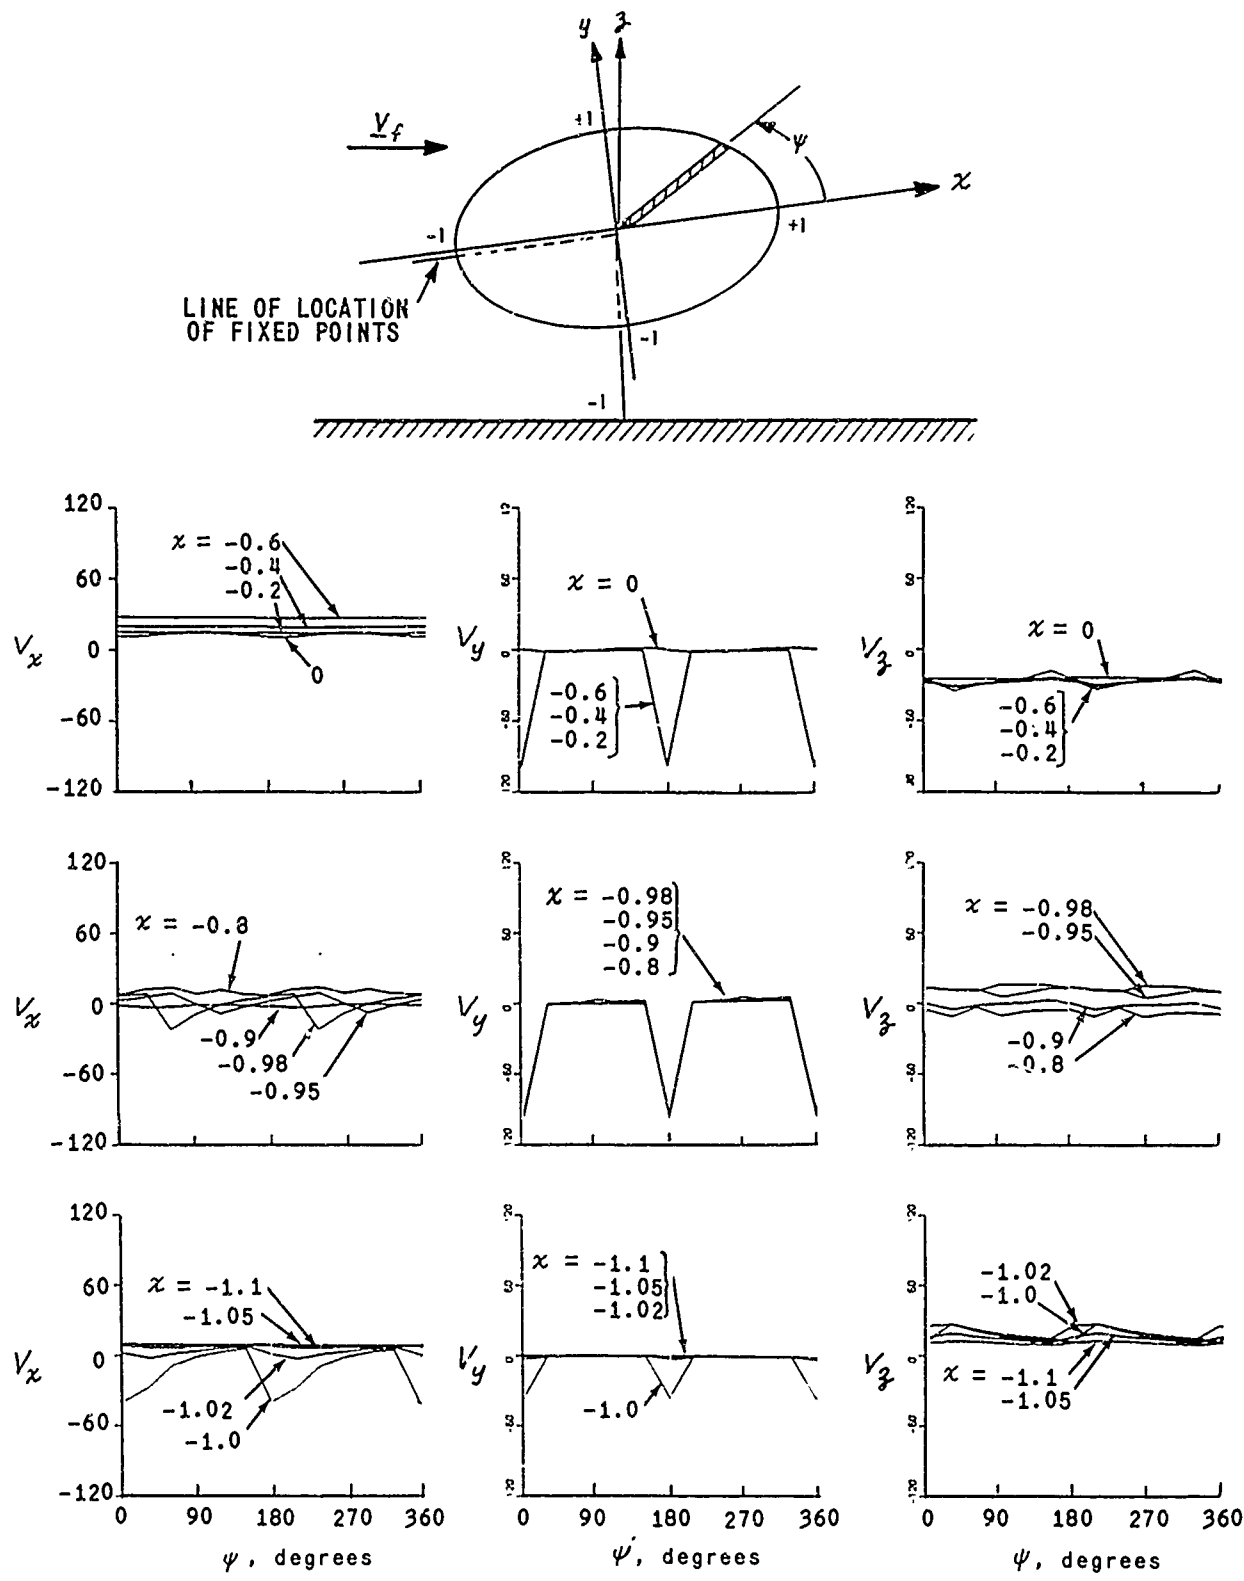 y z
+1
V_f
ψ
x
-1
+1
LINE OF LOCATION
OF FIXED POINTS
-1
-1
120
60
0
-60
-120
V_x
x = -0.6
-0.4
-0.2
0
V_y
x = 0
-0.6
-0.4
-0.2
V_z
x = 0
-0.6
-0.4
-0.2
120
60
0
-60
-120
V_x
x = -0.8
-0.9
-0.98
-0.95
V_y
x = -0.98
-0.95
-0.9
-0.8
V_z
x = -0.98
-0.95
-0.9
-0.8
120
60
0
-60
-120
V_x
x = -1.1
-1.05
-1.02
-1.0
0 90 180 270 360
ψ, degrees
V_y
x = -1.1
-1.05
-1.02
-1.0
0 90 180 270 360
ψ, degrees
V_z
-1.02
-1.0
x = -1.1
-1.05
0 90 180 270 360
ψ, degrees